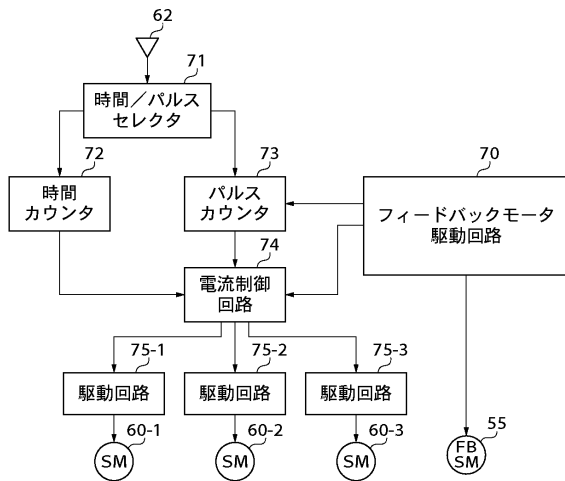 62
71
時間／パルス
セレクタ
72
73
70
時間
カウンタ
パルス
カウンタ
フィードバックモータ
駆動回路
74
電流制御
回路
75-1
75-2
75-3
駆動回路
駆動回路
駆動回路
60-1
60-2
60-3
55
SM
SM
SM
FB
SM